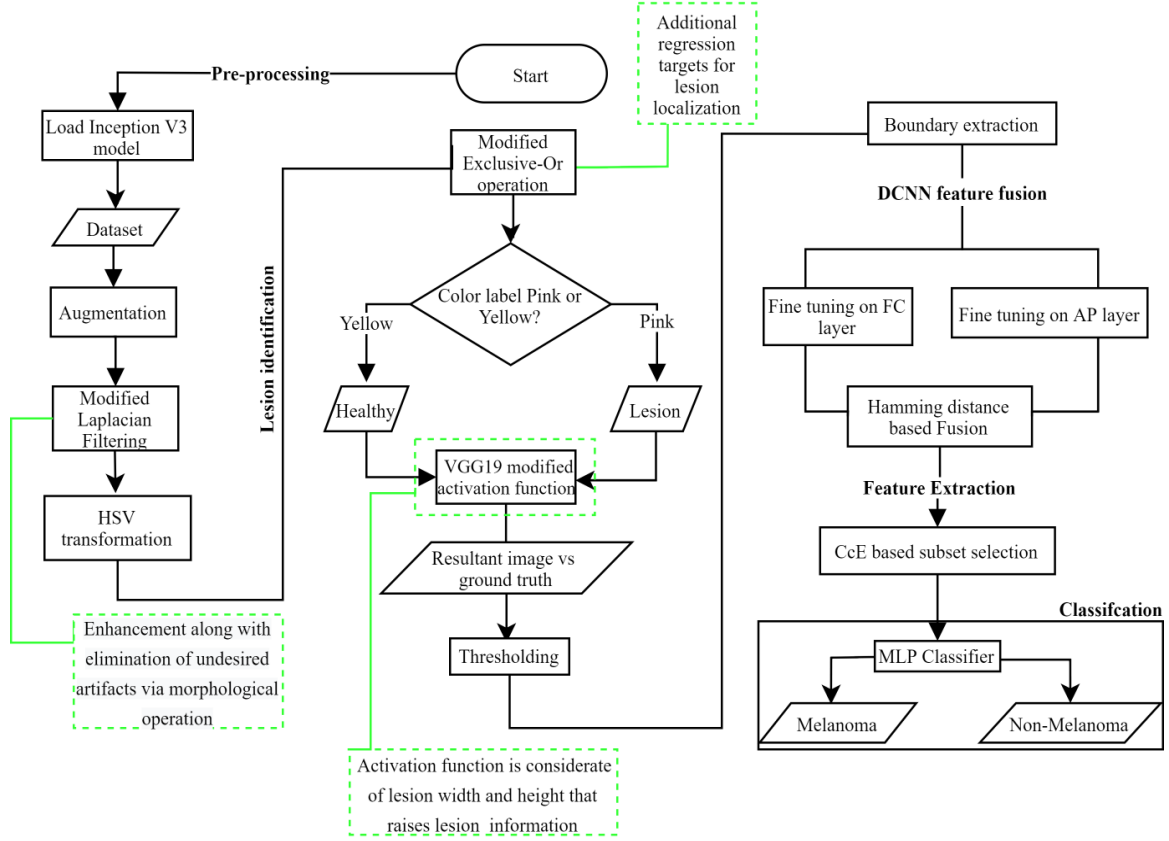 Start
Pre-processing
Load Inception V3
model
Dataset
Augmentation
Modified
Laplacian
Filtering
HSV
transformation
Enhancement along with
elimination of undesired
artifacts via morphological
operation
Lesion identification
Additional
regression
targets for
lesion
localization
Modified
Exclusive-Or
operation
Color label Pink or
Yellow?
Yellow
Pink
Healthy
Lesion
VGG19 modified
activation function
Resultant image vs
ground truth
Thresholding
Activation function is considerate
of lesion width and height that
raises lesion information
Boundary extraction
DCNN feature fusion
Fine tuning on FC
layer
Fine tuning on AP layer
Hamming distance
based Fusion
Feature Extraction
CcE based subset selection
Classifcation
MLP Classifier
Melanoma
Non-Melanoma